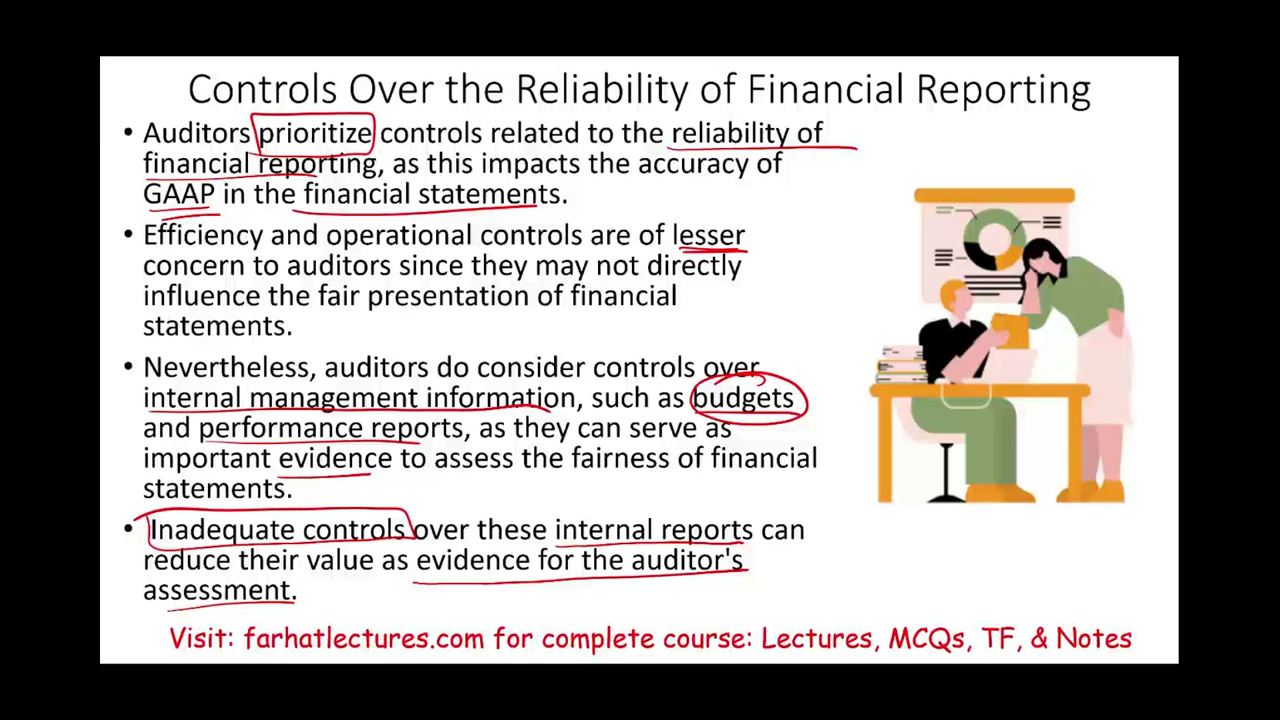 Controls Over the Reliability of Financial Reporting
• Auditors prioritize controls related to the reliability of
financial reporting, as this impacts the accuracy of
GAAP in the financial statements.
• Efficiency and operational controls are of lesser
concern to auditors since they may not directly
influence the fair presentation of financial
statements.
• Nevertheless, auditors do consider controls over
internal management information, such as budgets
and performance reports, as they can serve as
important evidence to assess the fairness of financial
statements.
• Inadequate controls over these internal reports can
reduce their value as evidence for the auditor's
assessment.
Visit: farhatlectures.com for complete course: Lectures, MCQs, TF, & Notes